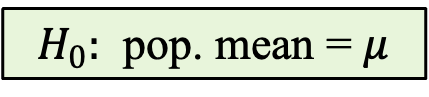 H₀: pop. mean = μ